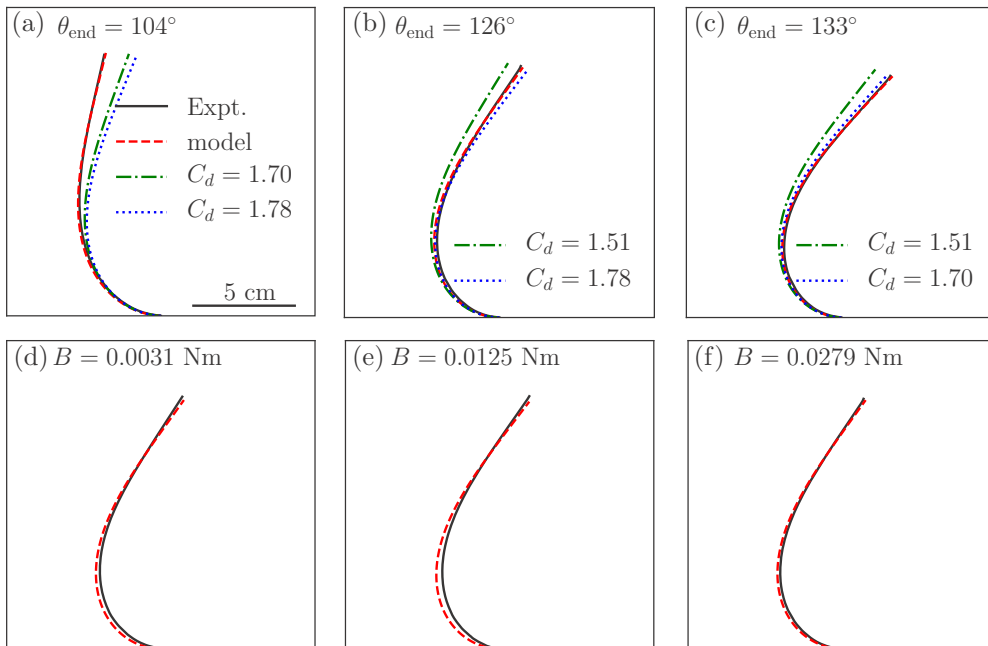 (a) θ_end = 104°
Expt.
model
C_d = 1.70
C_d = 1.78
5 cm
(b) θ_end = 126°
C_d = 1.51
C_d = 1.78
(c) θ_end = 133°
C_d = 1.51
C_d = 1.70
(d) B = 0.0031 Nm
(e) B = 0.0125 Nm
(f) B = 0.0279 Nm